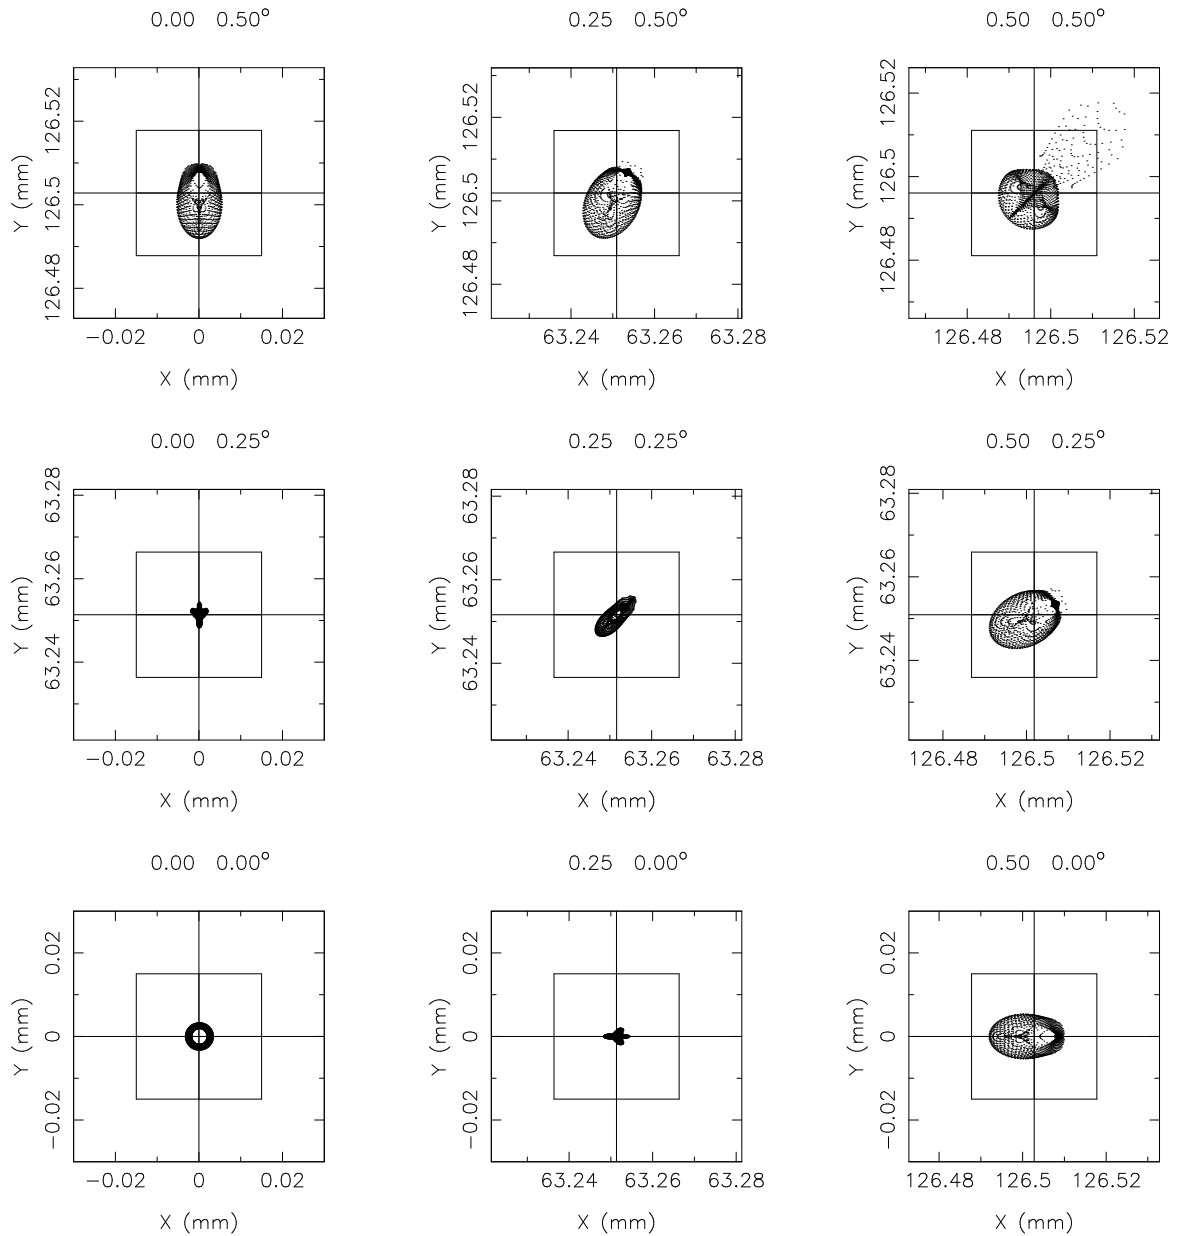 0.00 0.50°
0.25 0.50°
0.50 0.50°
Y (mm)
126.48 126.5 126.52
−0.02 0 0.02
X (mm)
Y (mm)
126.48 126.5 126.52
63.24 63.26 63.28
X (mm)
Y (mm)
126.48 126.5 126.52
126.48 126.5 126.52
X (mm)
0.00 0.25°
0.25 0.25°
0.50 0.25°
Y (mm)
63.24 63.26 63.28
−0.02 0 0.02
X (mm)
Y (mm)
63.24 63.26 63.28
63.24 63.26 63.28
X (mm)
Y (mm)
63.24 63.26 63.28
126.48 126.5 126.52
X (mm)
0.00 0.00°
0.25 0.00°
0.50 0.00°
Y (mm)
−0.02 0 0.02
−0.02 0 0.02
X (mm)
Y (mm)
−0.02 0 0.02
63.24 63.26 63.28
X (mm)
Y (mm)
−0.02 0 0.02
126.48 126.5 126.52
X (mm)